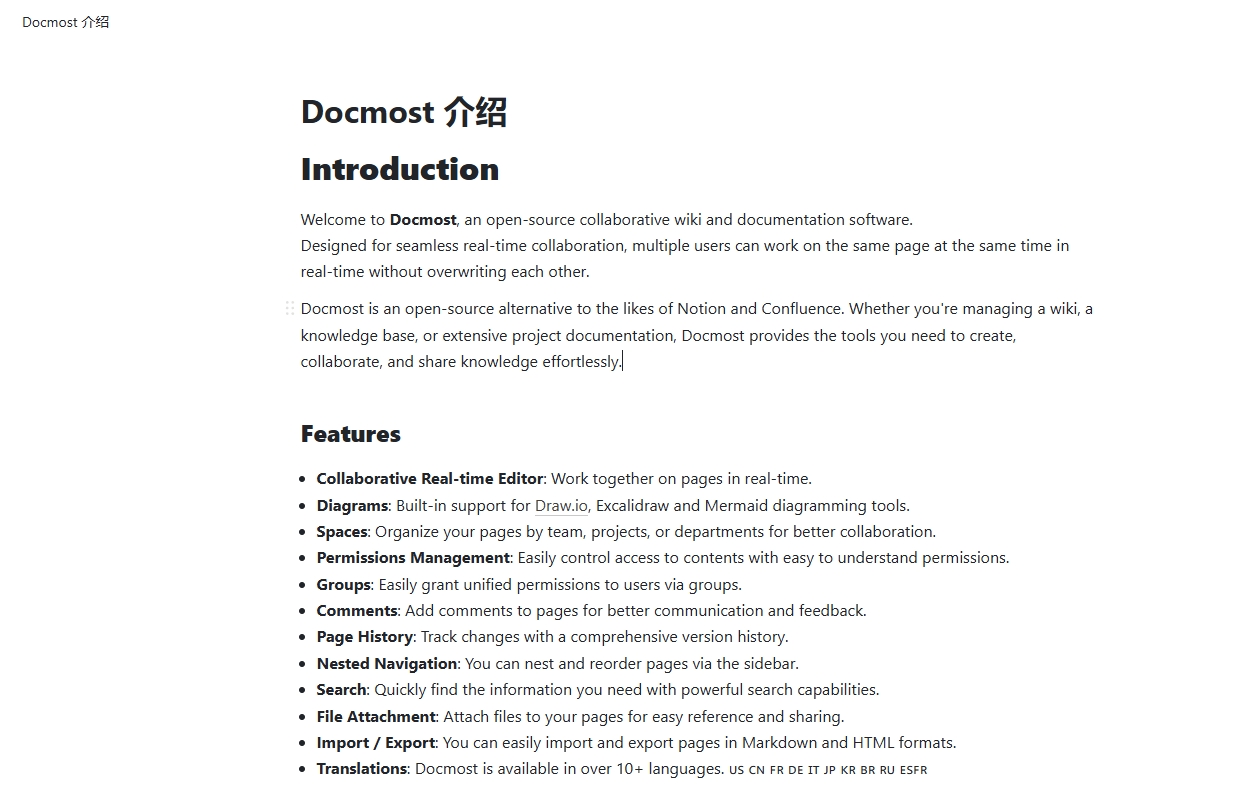 Docmost 介绍
Docmost 介绍
Introduction
Welcome to Docmost, an open-source collaborative wiki and documentation software.
Designed for seamless real-time collaboration, multiple users can work on the same page at the same time in
real-time without overwriting each other.
Docmost is an open-source alternative to the likes of Notion and Confluence. Whether you're managing a wiki, a
knowledge base, or extensive project documentation, Docmost provides the tools you need to create,
collaborate, and share knowledge effortlessly.
Features
• Collaborative Real-time Editor: Work together on pages in real-time.
• Diagrams: Built-in support for Draw.io, Excalidraw and Mermaid diagramming tools.
• Spaces: Organize your pages by team, projects, or departments for better collaboration.
• Permissions Management: Easily control access to contents with easy to understand permissions.
• Groups: Easily grant unified permissions to users via groups.
• Comments: Add comments to pages for better communication and feedback.
• Page History: Track changes with a comprehensive version history.
• Nested Navigation: You can nest and reorder pages via the sidebar.
• Search: Quickly find the information you need with powerful search capabilities.
• File Attachment: Attach files to your pages for easy reference and sharing.
• Import / Export: You can easily import and export pages in Markdown and HTML formats.
• Translations: Docmost is available in over 10+ languages. US CN FR DE IT JP KR BR RU ESFR